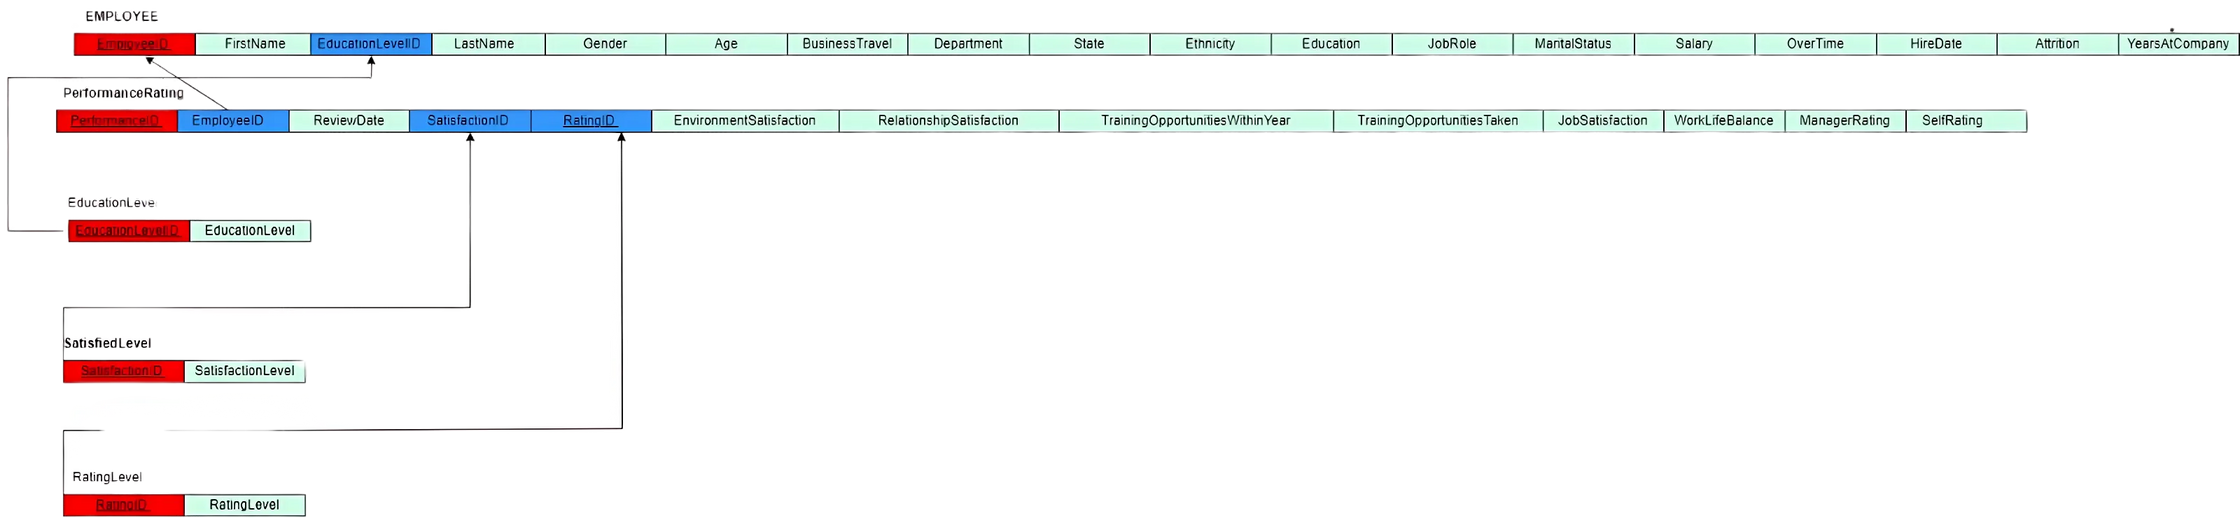 EMPLOYEE
EmployeeID FirstName EducationLevelID LastName Gender Age BusinessTravel Department State Ethnicity Education JobRole MaritalStatus Salary OverTime HireDate Attrition YearsAtCompany
PerformanceRating
PerformanceID EmployeeID ReviewDate SatisfactionID RatingID EnvironmentSatisfaction RelationshipSatisfaction TrainingOpportunitiesWithinYear TrainingOpportunitiesTaken JobSatisfaction WorkLifeBalance ManagerRating SelfRating
EducationLevel
EducationLevelID EducationLevel
SatisfiedLevel
SatisfactionID SatisfactionLevel
RatingLevel
RatingID RatingLevel